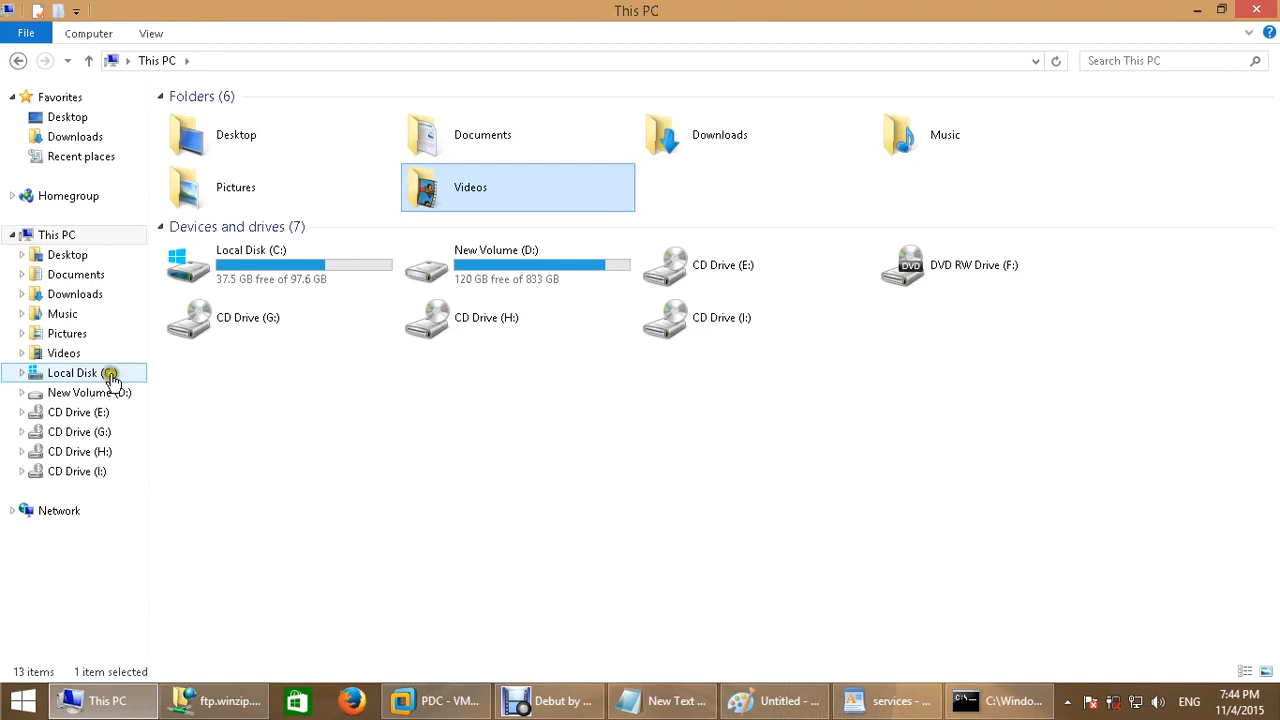 This PC
File
Computer
View
This PC
Search This PC
Favorites
Desktop
Downloads
Recent places
Homegroup
This PC
Desktop
Documents
Downloads
Music
Pictures
Videos
Local Disk
New Volume (D:)
CD Drive (E:)
CD Drive (G:)
CD Drive (H:)
CD Drive (I:)
Network
Folders (6)
Desktop
Documents
Downloads
Music
Pictures
Videos
Devices and drives (7)
Local Disk (C:)
37.5 GB free of 97.6 GB
New Volume (D:)
120 GB free of 833 GB
CD Drive (E:)
DVD
DVD RW Drive (F:)
CD Drive (G:)
CD Drive (H:)
CD Drive (I:)
13 items
1 item selected
This PC
ftp.winzip....
PDC - VM...
Debut by ...
New Text ...
Untitled - ...
services - ...
C:\Windo...
ENG
7:44 PM
11/4/2015